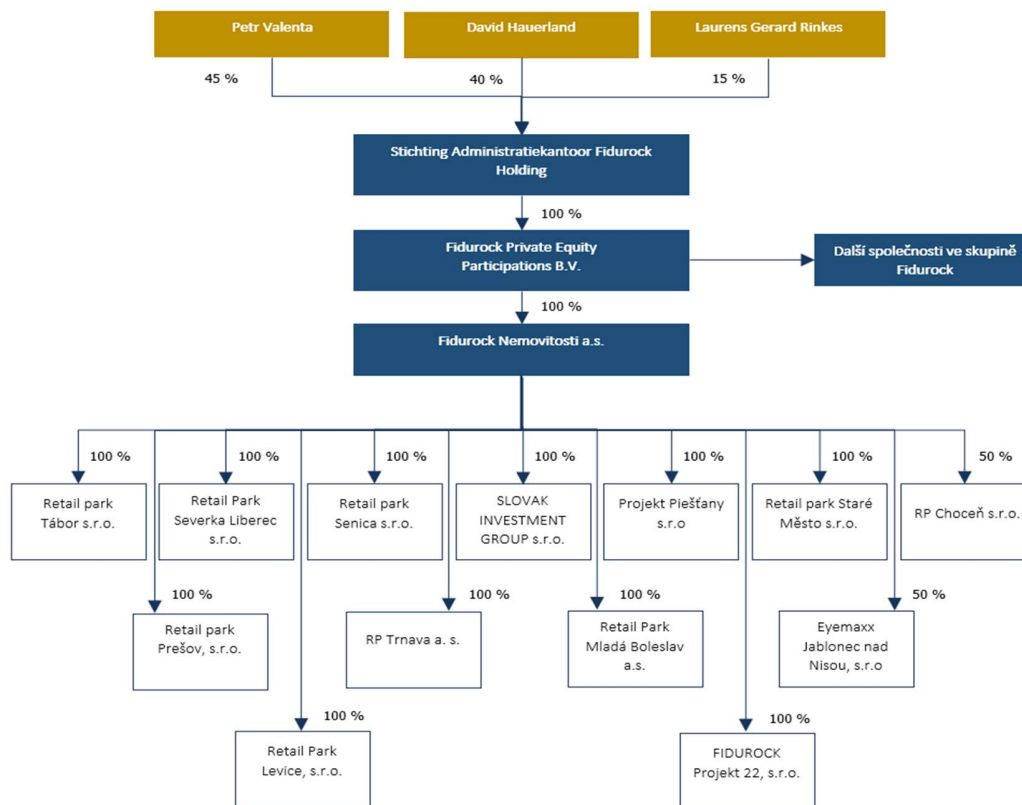 Petr Valenta
David Hauerland
Laurens Gerard Rinkes
45 %
40 %
15 %
Stichting Administratiekantoor Fidurock
Holding
100 %
Fidurock Private Equity
Participations B.V.
Další společnosti ve skupině
Fidurock
100 %
Fidurock Nemovitosti a.s.
100 %
100 %
100 %
100 %
100 %
100 %
50 %
Retail park
Tábor s.r.o.
Retail Park
Severka Liberec
s.r.o.
Retail park
Senica s.r.o.
SLOVAK
INVESTMENT
GROUP s.r.o.
Projekt Piešťany
s.r.o
Retail park Staré
Město s.r.o.
RP Choceň s.r.o.
100 %
100 %
100 %
50 %
Retail park
Prešov, s.r.o.
RP Trnava a. s.
Retail Park
Mladá Boleslav
a.s.
Eyemaxx
Jablonec nad
Nisou, s.r.o
100 %
100 %
Retail Park
Levice, s.r.o.
FIDUROCK
Projekt 22, s.r.o.